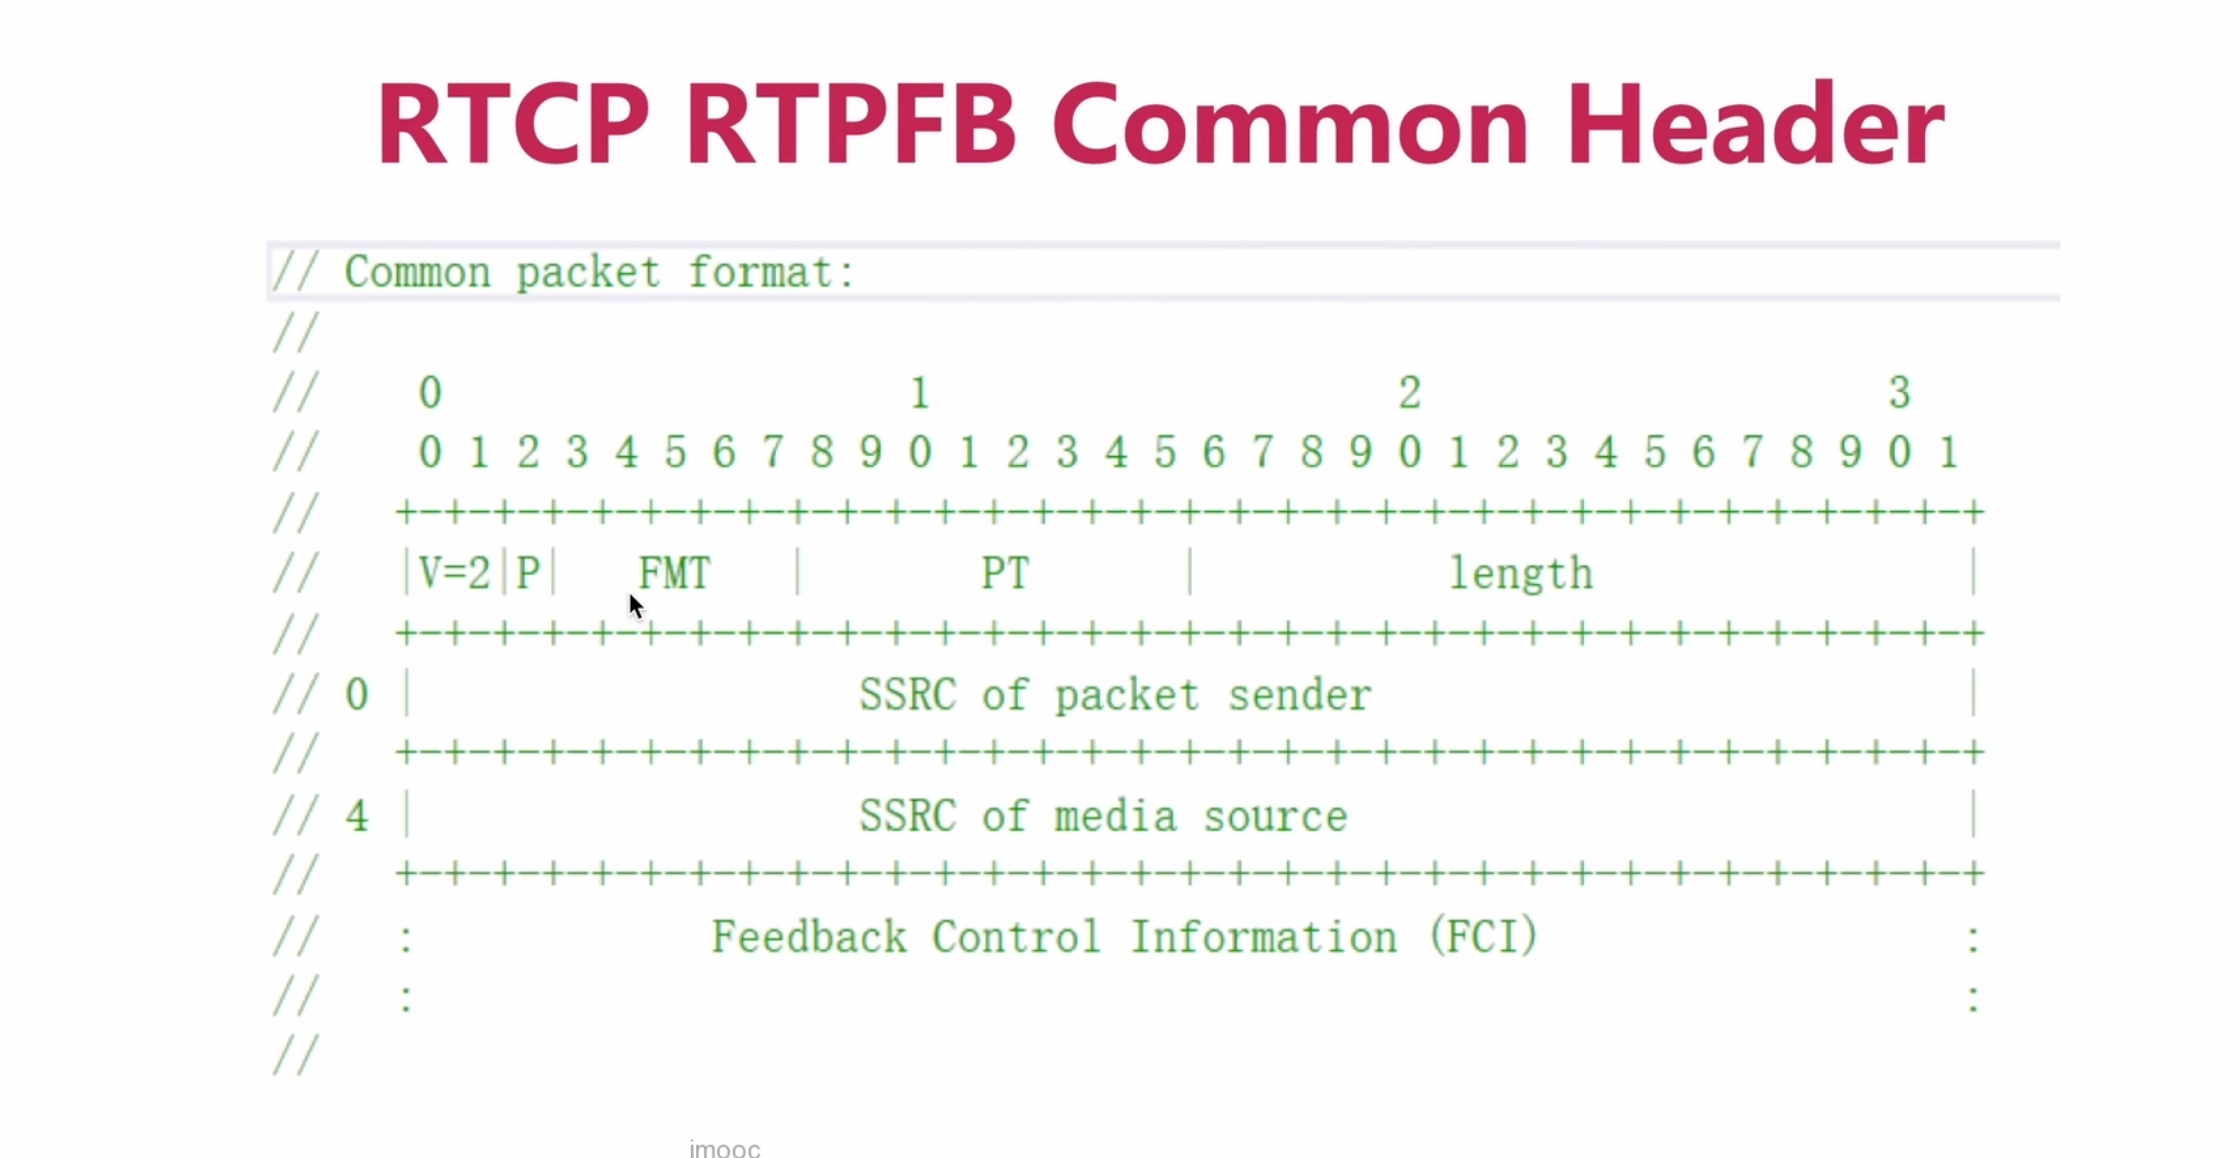 RTCP RTPFB Common Header
// Common packet format:
//
//    0                   1                   2                   3
//    0 1 2 3 4 5 6 7 8 9 0 1 2 3 4 5 6 7 8 9 0 1 2 3 4 5 6 7 8 9 0 1
//   +-+-+-+-+-+-+-+-+-+-+-+-+-+-+-+-+-+-+-+-+-+-+-+-+-+-+-+-+-+-+-+-+
//   |V=2|P|   FMT   |       PT      |          length               |
//   +-+-+-+-+-+-+-+-+-+-+-+-+-+-+-+-+-+-+-+-+-+-+-+-+-+-+-+-+-+-+-+-+
// 0 |                  SSRC of packet sender                        |
//   +-+-+-+-+-+-+-+-+-+-+-+-+-+-+-+-+-+-+-+-+-+-+-+-+-+-+-+-+-+-+-+-+
// 4 |                  SSRC of media source                         |
//   +-+-+-+-+-+-+-+-+-+-+-+-+-+-+-+-+-+-+-+-+-+-+-+-+-+-+-+-+-+-+-+-+
//   :            Feedback Control Information (FCI)                 :
//   :                                                               :
//
imooc